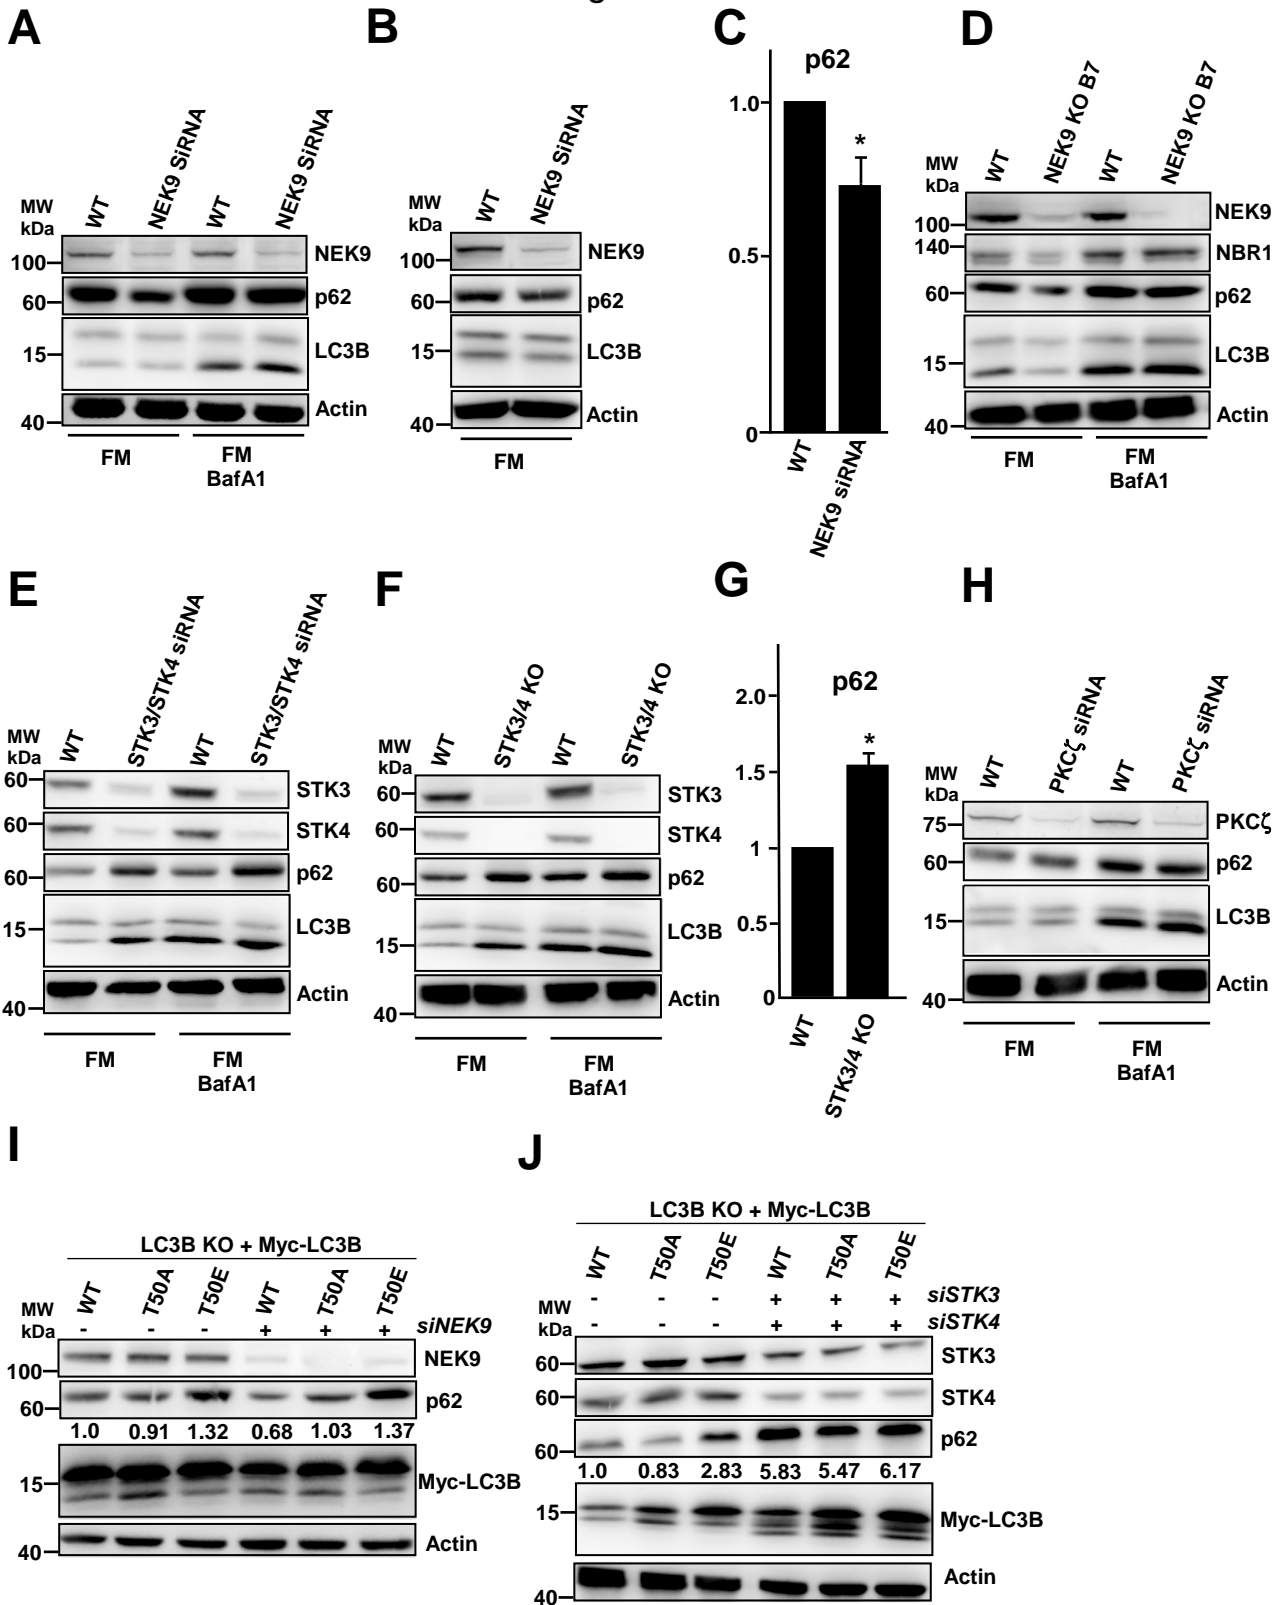 A
MW
kDa
WT
NEK9 SiRNA
WT
NEK9 SiRNA
100
NEK9
60
p62
15
LC3B
40
Actin
FM
FM
BafA1
B
MW
kDa
WT
NEK9 SiRNA
100
NEK9
60
p62
15
LC3B
40
Actin
FM
C
p62
1.0
*
0.5
0
WT
NEK9 siRNA
D
MW
kDa
WT
NEK9 KO B7
WT
NEK9 KO B7
100
NEK9
140
NBR1
60
p62
15
LC3B
40
Actin
FM
FM
BafA1
E
MW
kDa
WT
STK3/STK4 siRNA
WT
STK3/STK4 siRNA
60
STK3
60
STK4
60
p62
15
LC3B
40
Actin
FM
FM
BafA1
F
MW
kDa
WT
STK3/4 KO
WT
STK3/4 KO
60
STK3
60
STK4
60
p62
15
LC3B
40
Actin
FM
FM
BafA1
G
p62
2.0
*
1.5
1
0.5
0
WT
STK3/4 KO
H
MW
kDa
WT
PKCζ siRNA
WT
PKCζ siRNA
75
PKCζ
60
p62
15
LC3B
40
Actin
FM
FM
BafA1
I
LC3B KO + Myc-LC3B
MW
kDa
WT T50A T50E WT T50A T50E
- - - + + + siNEK9
100
NEK9
60
p62
1.0 0.91 1.32 0.68 1.03 1.37
15
Myc-LC3B
40
Actin
J
LC3B KO + Myc-LC3B
WT T50A T50E WT T50A T50E
MW
kDa
- - - + + + siSTK3
- - - + + + siSTK4
60
STK3
60
STK4
60
p62
1.0 0.83 2.83 5.83 5.47 6.17
15
Myc-LC3B
40
Actin